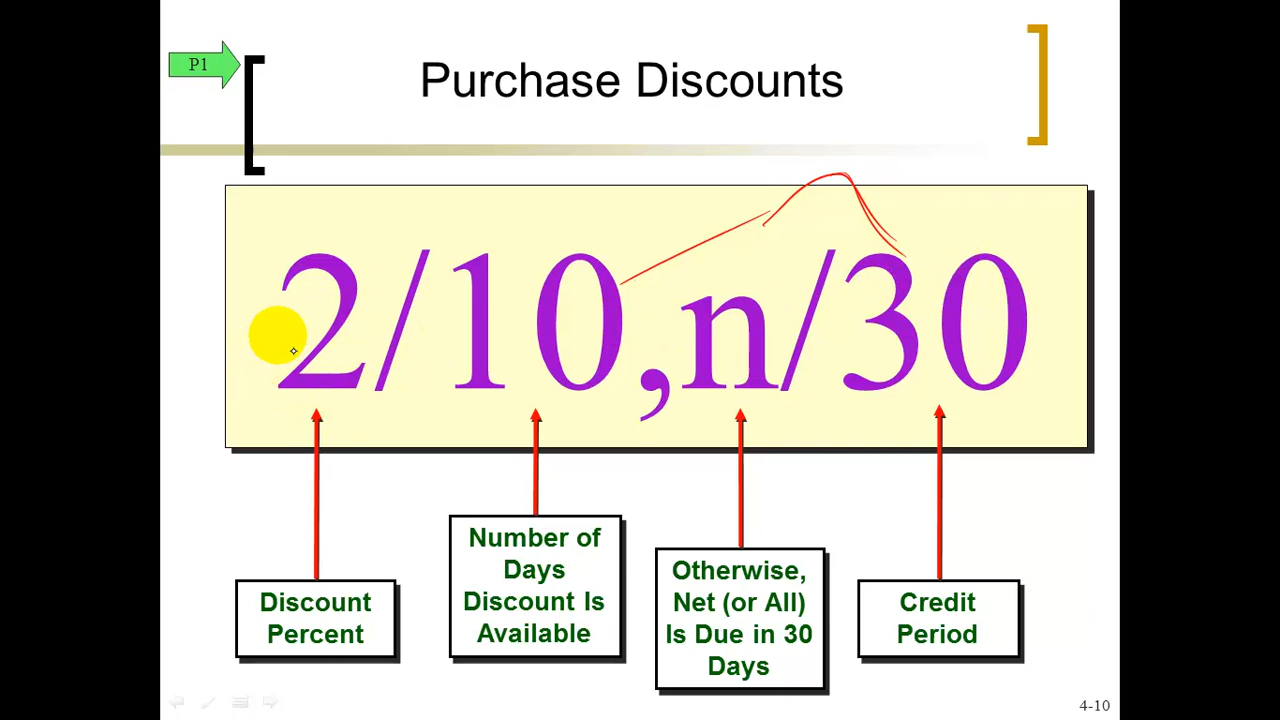 P1
Purchase Discounts
2/10,n/30
Discount
Percent
Number of
Days
Discount Is
Available
Otherwise,
Net (or All)
Is Due in 30
Days
Credit
Period
4-10